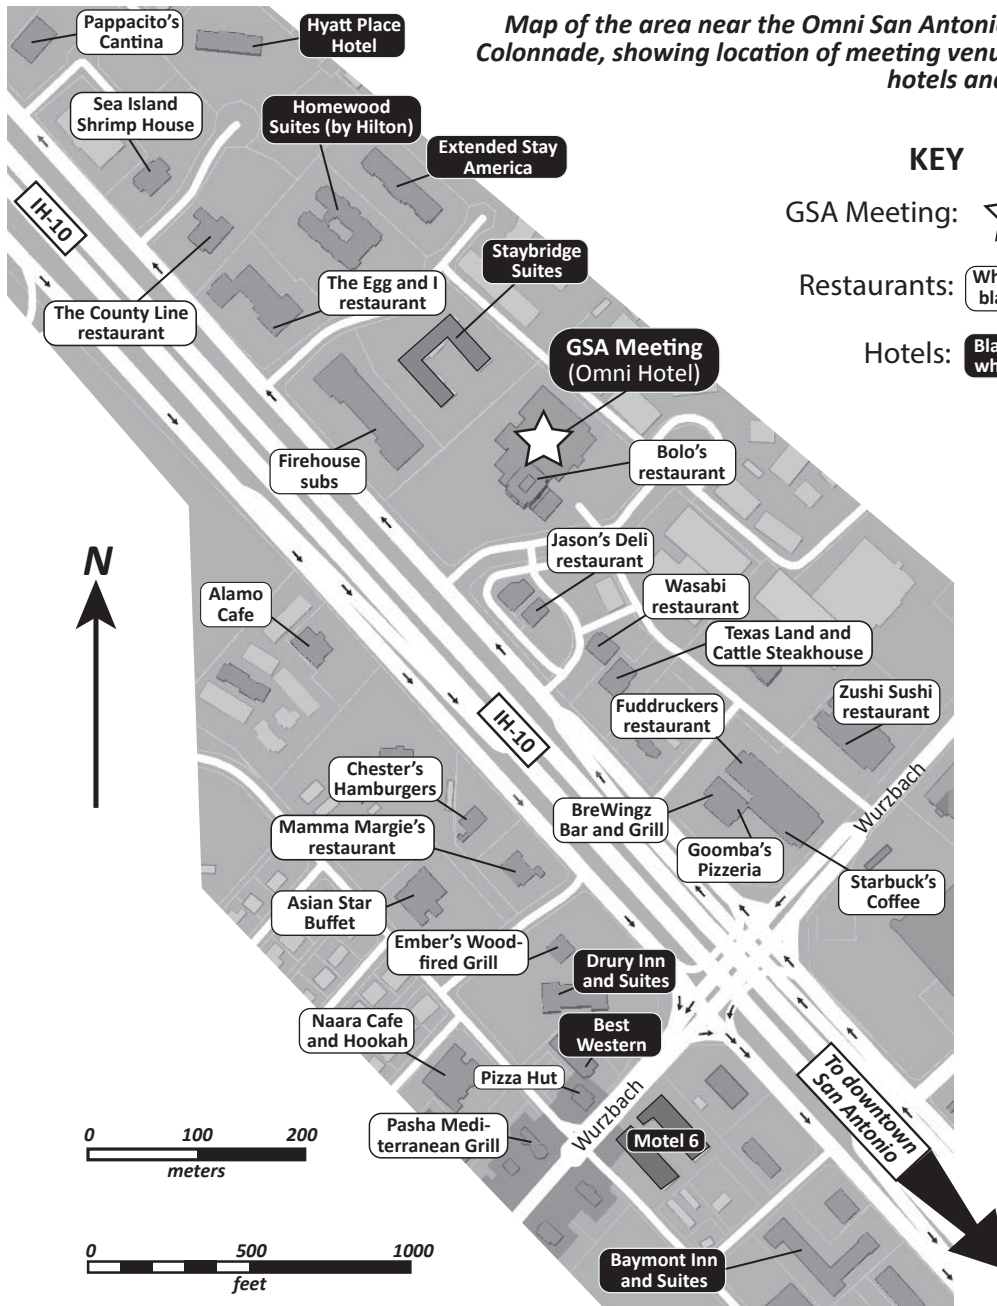 Map of the area near the Omni San Antonio
Colonnade, showing location of meeting venu
hotels and
Pappacito's
Cantina
Hyatt Place
Hotel
Sea Island
Shrimp House
Homewood
Suites (by Hilton)
Extended Stay
America
KEY
GSA Meeting:
IH-10
Staybridge
Suites
Restaurants:
Wh
bla
The Egg and I
restaurant
The County Line
restaurant
GSA Meeting
(Omni Hotel)
Hotels:
Bla
wh
Firehouse
subs
Bolo's
restaurant
N
Jason's Deli
restaurant
Alamo
Cafe
Wasabi
restaurant
Texas Land and
Cattle Steakhouse
Zushi Sushi
restaurant
Fuddruckers
restaurant
IH-10
Chester's
Hamburgers
Wurzbach
BreWingz
Bar and Grill
Mamma Margie's
restaurant
Goomba's
Pizzeria
Starbuck's
Coffee
Asian Star
Buffet
Ember's Wood-
fired Grill
Drury Inn
and Suites
Naara Cafe
and Hookah
Best
Western
Pizza Hut
To downtown
San Antonio
Pasha Medi-
terranean Grill
Wurzbach
Motel 6
0 100 200
meters
0 500 1000
feet
Baymont Inn
and Suites